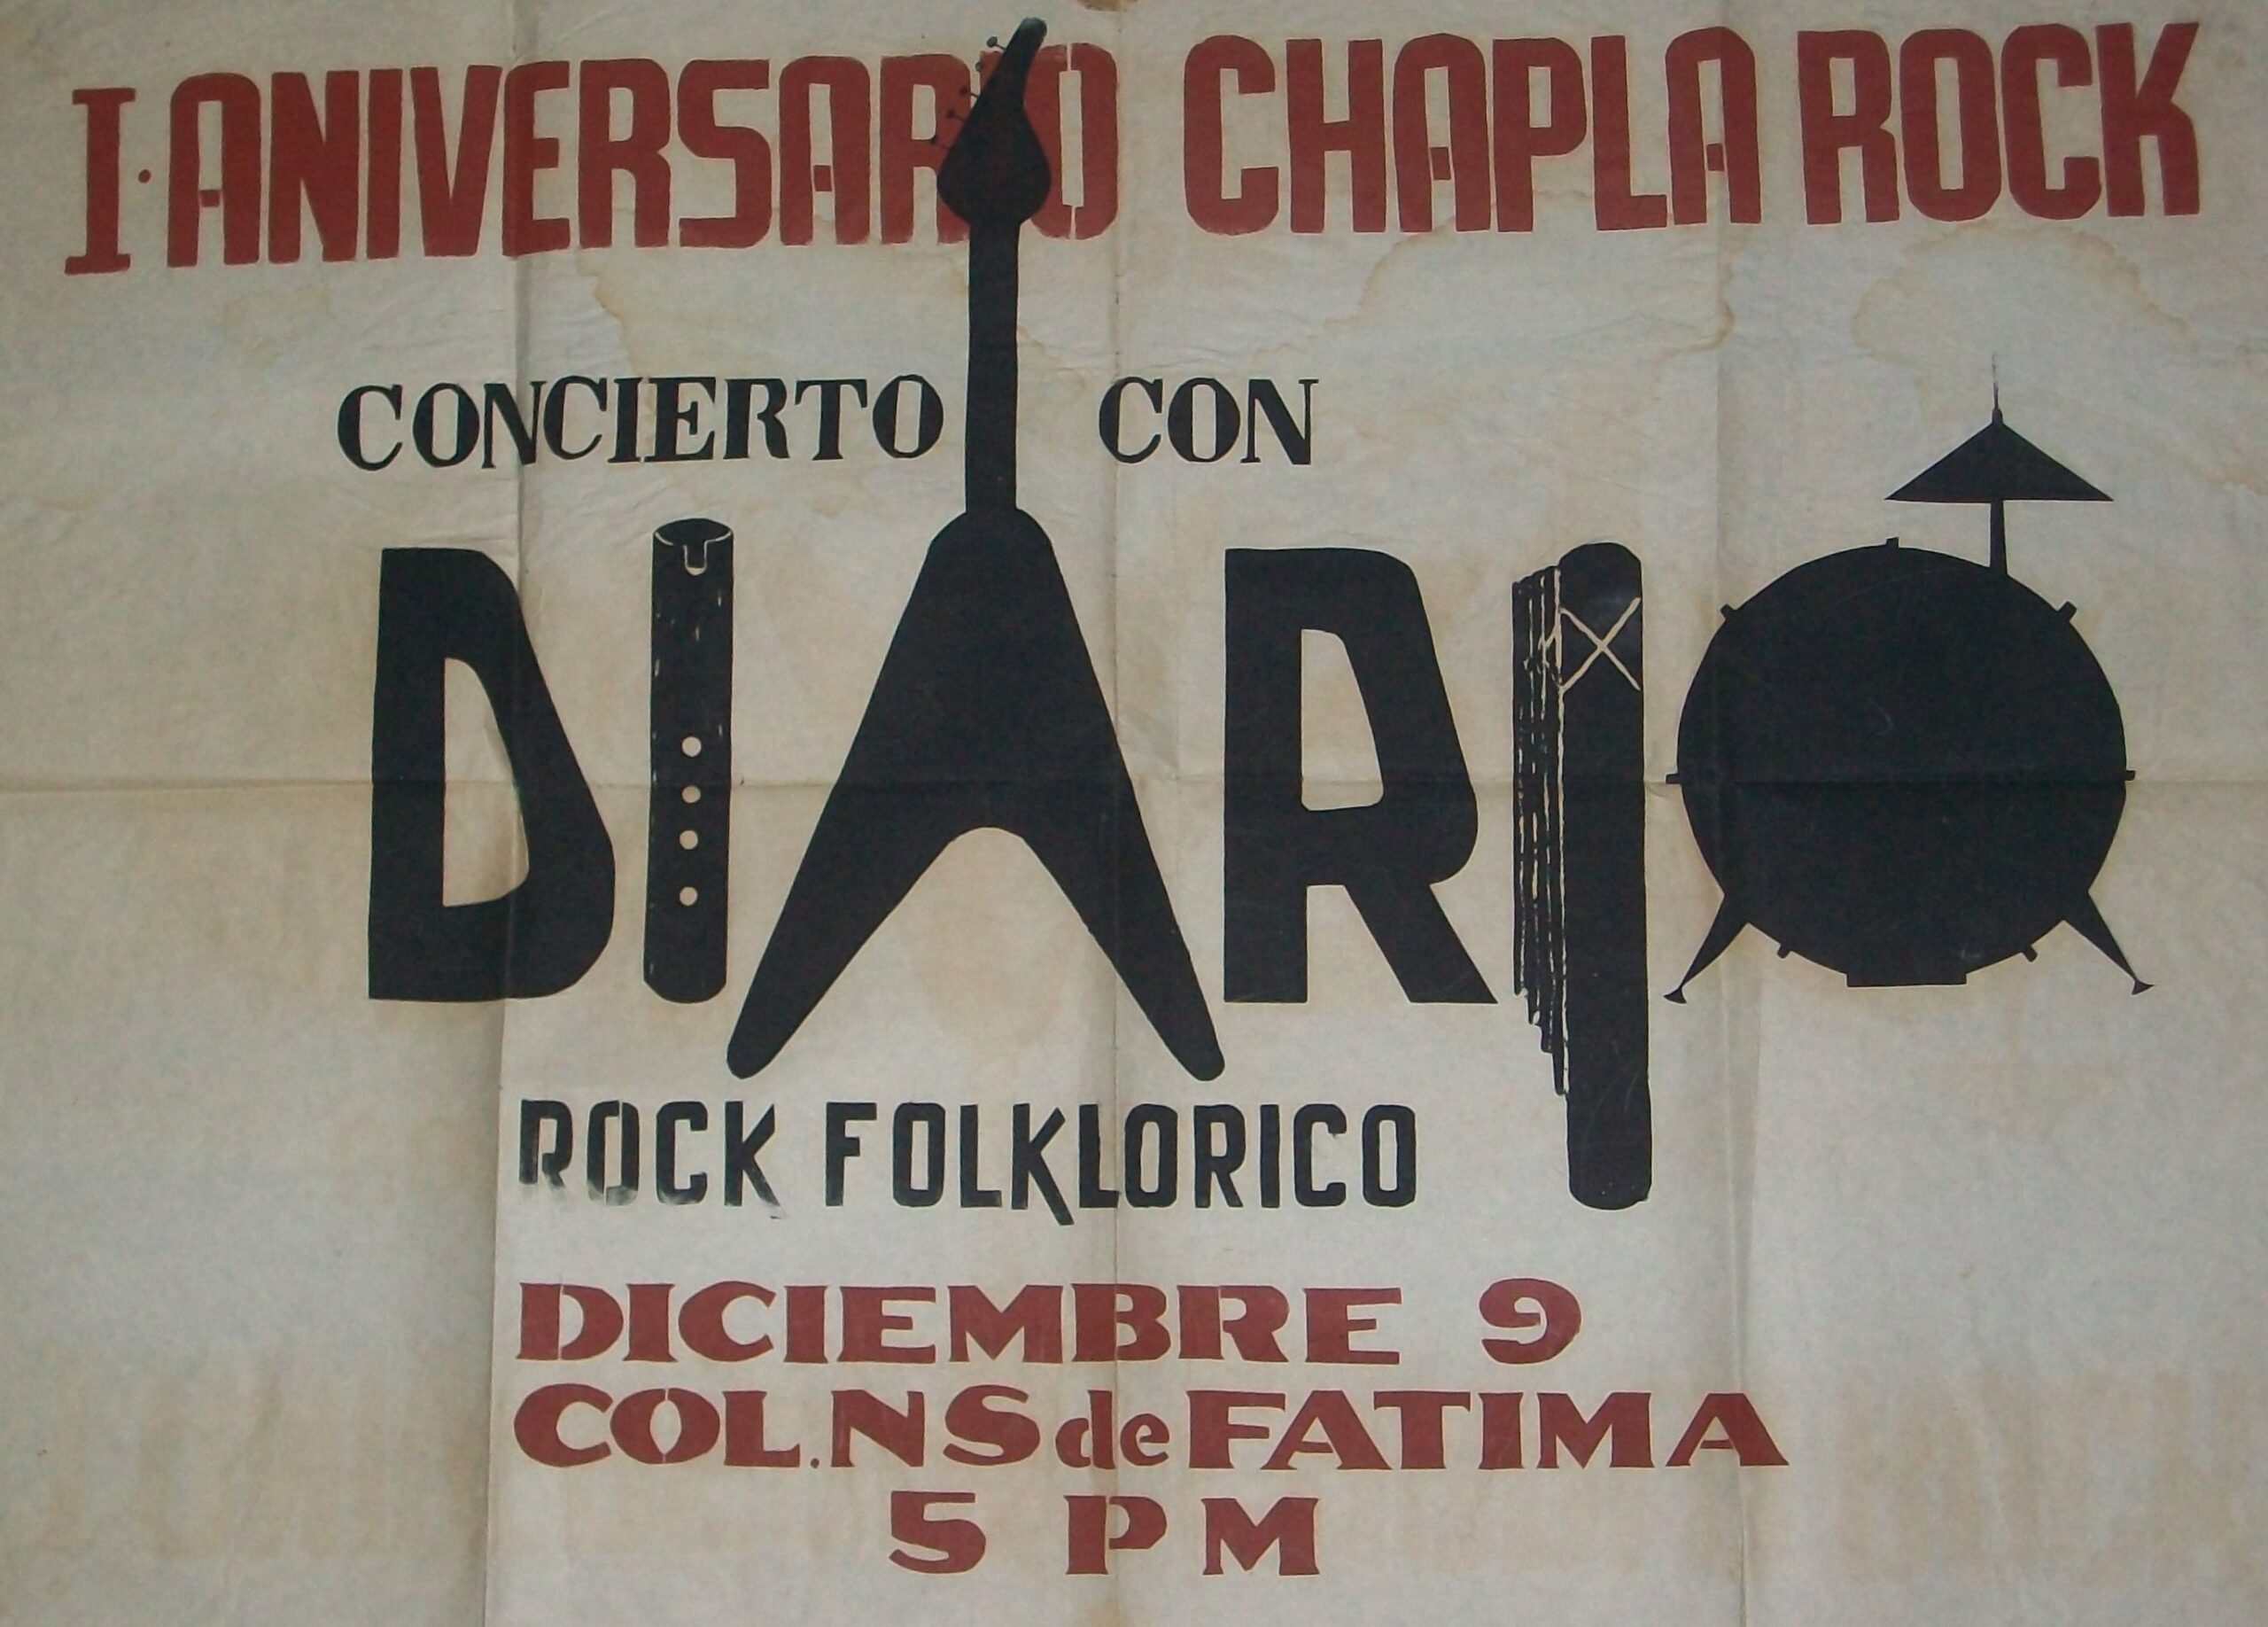 I. ANIVERSARIO CHAPLA ROCK
CONCIERTO CON
DIARIO
ROCK FOLKLORICO
DICIEMBRE 9
COL. NS de FATIMA
5 PM